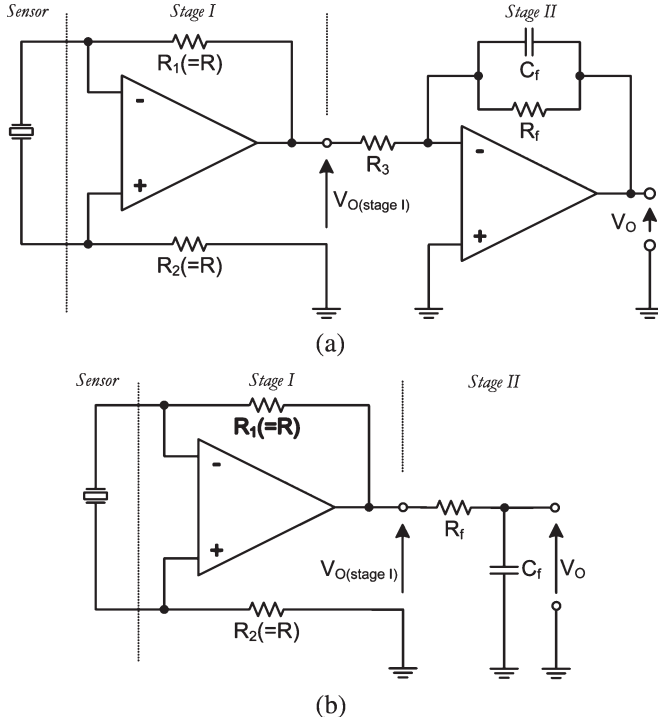 Sensor Stage I Stage II
R1(=R)
Cf
Rf
-
+
R3
-
+
VO(stage I)
VO
R2(=R)
(a)
Sensor Stage I Stage II
R1(=R)
-
+
Rf
VO(stage I)
Cf
VO
R2(=R)
(b)